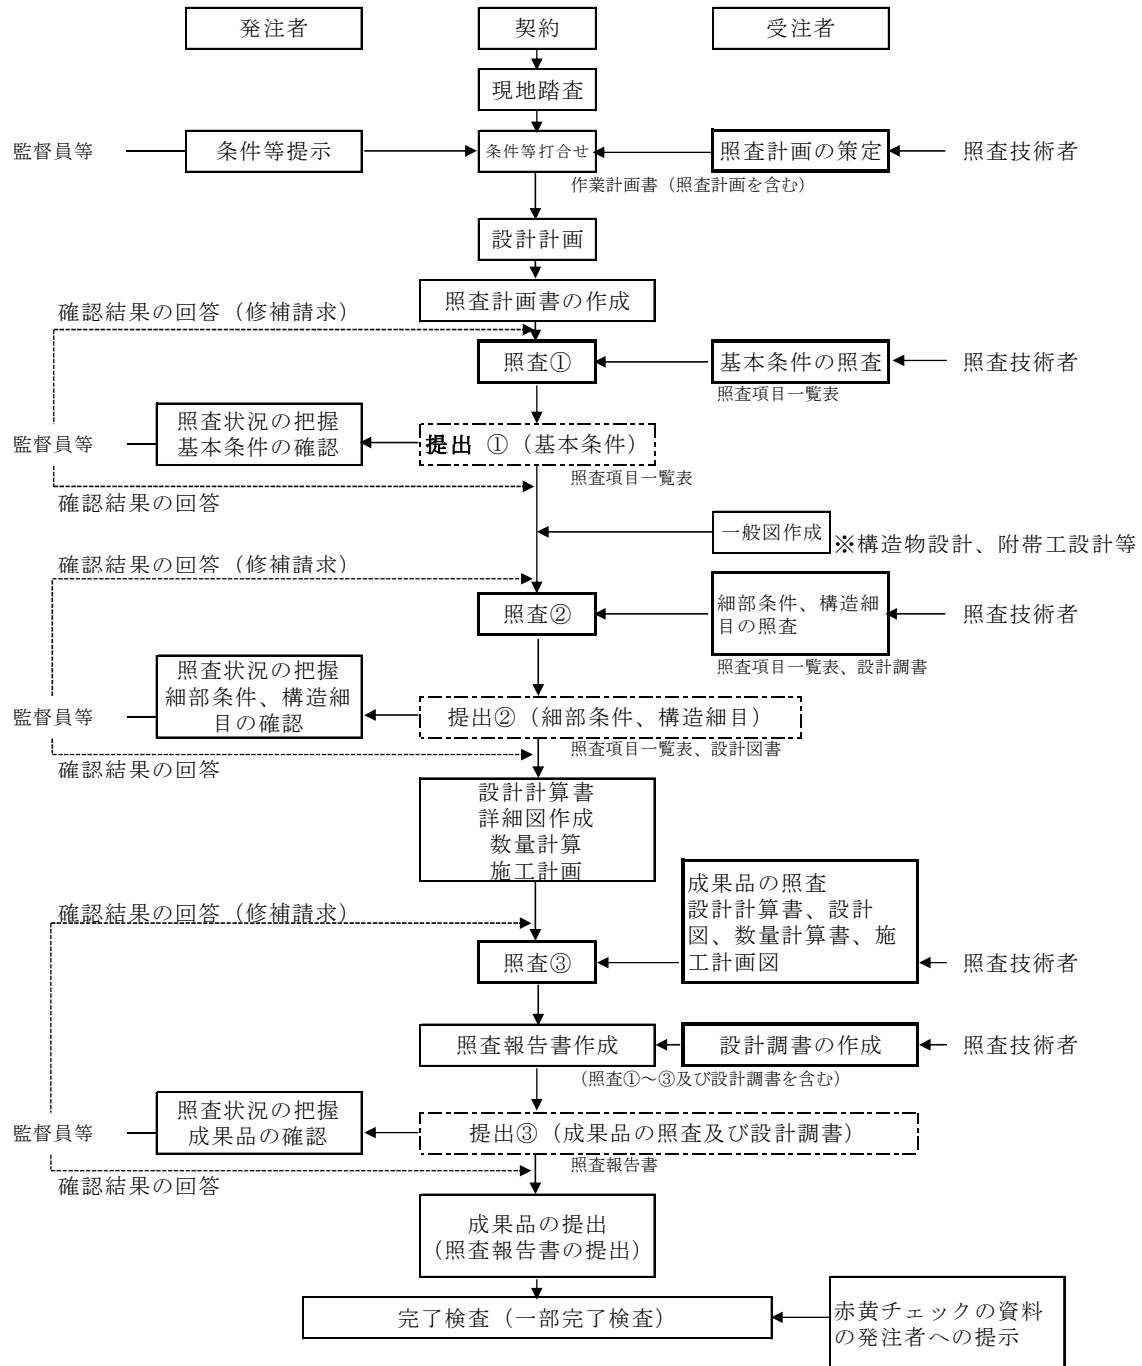 発注者
契約
受注者
現地踏査
監督員等
条件等提示
条件等打合せ
照査計画の策定
照査技術者
作業計画書（照査計画を含む）
設計計画
照査計画書の作成
確認結果の回答（修補請求）
照査①
基本条件の照査
照査技術者
照査項目一覧表
監督員等
照査状況の把握
基本条件の確認
提出 ①（基本条件）
照査項目一覧表
確認結果の回答
一般図作成
※構造物設計、附帯工設計等
確認結果の回答（修補請求）
照査②
細部条件、構造細
目の照査
照査技術者
照査項目一覧表、設計調書
監督員等
照査状況の把握
細部条件、構造細
目の確認
提出②（細部条件、構造細目）
照査項目一覧表、設計図書
確認結果の回答
設計計算書
詳細図作成
数量計算
施工計画
確認結果の回答（修補請求）
照査③
成果品の照査
設計計算書、設計
図、数量計算書、施
工計画図
照査技術者
照査報告書作成
設計調書の作成
照査技術者
（照査①～③及び設計調書を含む）
監督員等
照査状況の把握
成果品の確認
提出③（成果品の照査及び設計調書）
照査報告書
確認結果の回答
成果品の提出
（照査報告書の提出）
完了検査（一部完了検査）
赤黄チェックの資料
の発注者への提示